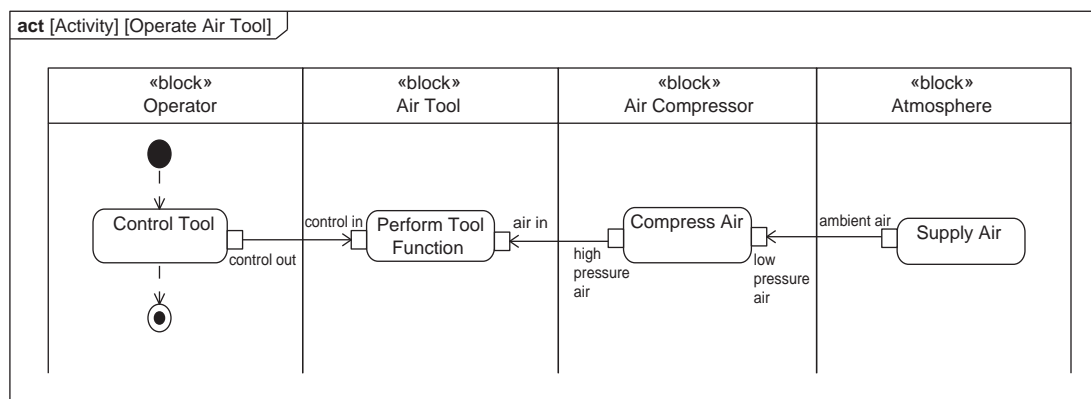 act [Activity] [Operate Air Tool]
«block»
Operator
«block»
Air Tool
«block»
Air Compressor
«block»
Atmosphere
Control Tool
control out
control in
Perform Tool
Function
air in
high
pressure
air
Compress Air
low
pressure
air
ambient air
Supply Air